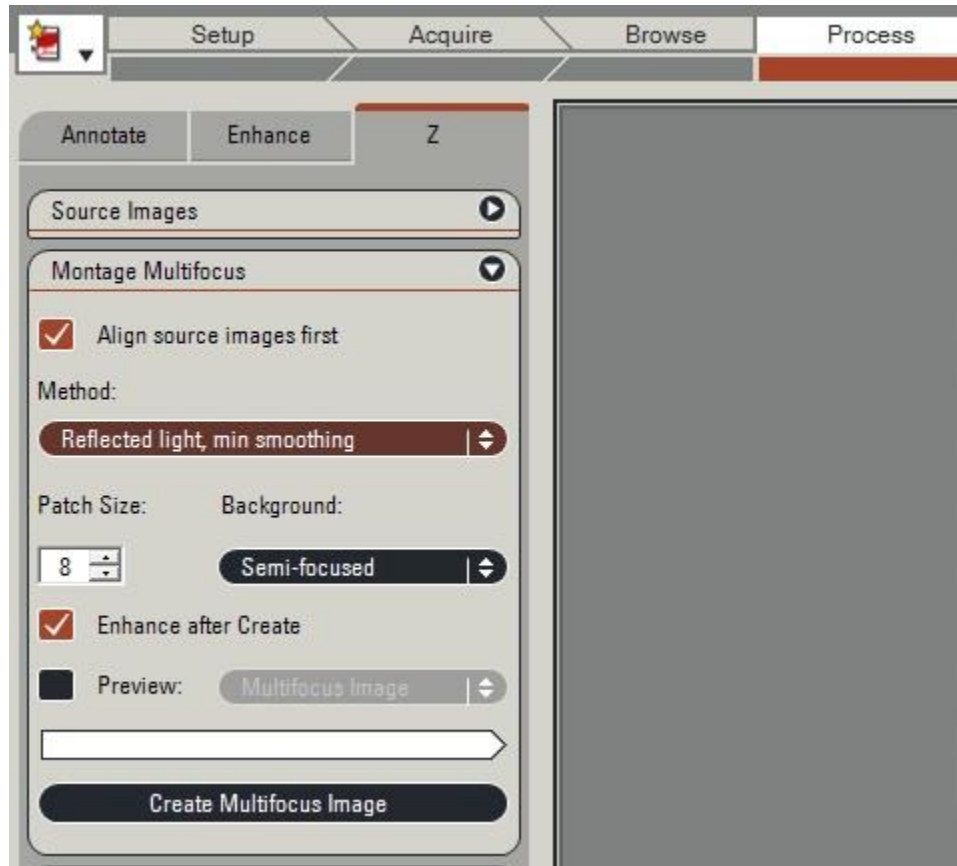 Setup Acquire Browse Process
Annotate Enhance Z
Source Images
Montage Multifocus
Align source images first
Method:
Reflected light, min smoothing
Patch Size: Background:
8 Semi-focused
Enhance after Create
Preview: Multifocus Image
Create Multifocus Image